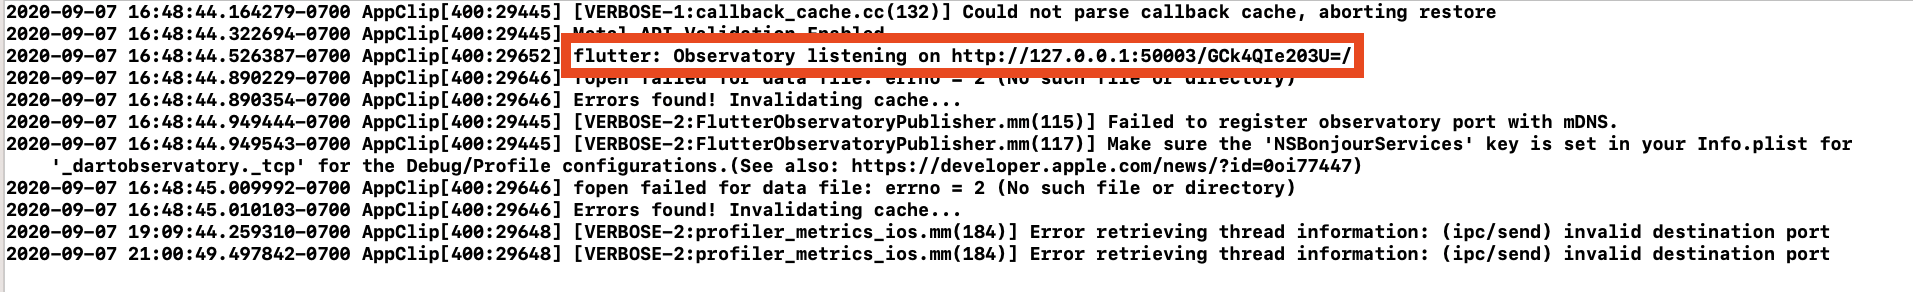 2020-09-07 16:48:44.164279-0700 AppClip[400:29445] [VERBOSE-1:callback_cache.cc(132)] Could not parse callback cache, aborting restore
2020-09-07 16:48:44.322694-0700 AppClip[400:29445] Metal API Validation Enabled
2020-09-07 16:48:44.526387-0700 AppClip[400:29652] flutter: Observatory listening on http://127.0.0.1:50003/GCk4QIe203U=/
2020-09-07 16:48:44.890229-0700 AppClip[400:29646] fopen failed for data file: errno = 2 (No such file or directory)
2020-09-07 16:48:44.890354-0700 AppClip[400:29646] Errors found! Invalidating cache...
2020-09-07 16:48:44.949444-0700 AppClip[400:29445] [VERBOSE-2:FlutterObservatoryPublisher.mm(115)] Failed to register observatory port with mDNS.
2020-09-07 16:48:44.949543-0700 AppClip[400:29445] [VERBOSE-2:FlutterObservatoryPublisher.mm(117)] Make sure the 'NSBonjourServices' key is set in your Info.plist for
'_dartobservatory._tcp' for the Debug/Profile configurations.(See also: https://developer.apple.com/news/?id=0oi77447)
2020-09-07 16:48:45.009992-0700 AppClip[400:29646] fopen failed for data file: errno = 2 (No such file or directory)
2020-09-07 16:48:45.010103-0700 AppClip[400:29646] Errors found! Invalidating cache...
2020-09-07 19:09:44.259310-0700 AppClip[400:29648] [VERBOSE-2:profiler_metrics_ios.mm(184)] Error retrieving thread information: (ipc/send) invalid destination port
2020-09-07 21:00:49.497842-0700 AppClip[400:29648] [VERBOSE-2:profiler_metrics_ios.mm(184)] Error retrieving thread information: (ipc/send) invalid destination port